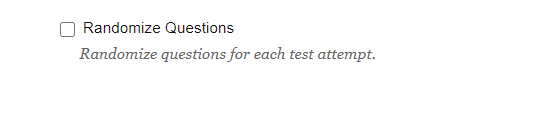 Randomize Questions
Randomize questions for each test attempt.